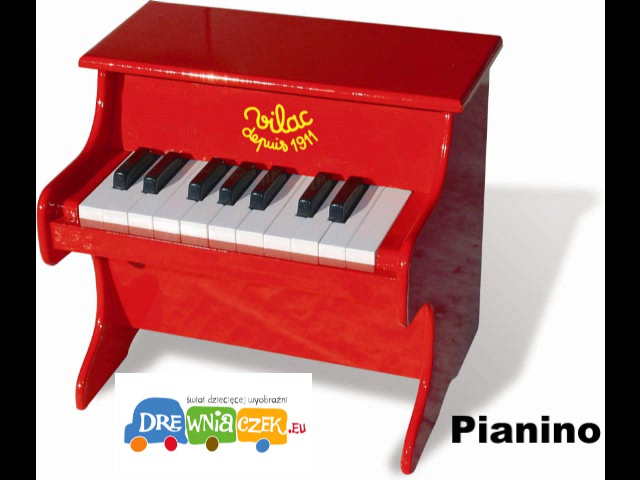 Vilac
depuis 1911
świat dziecięcej wyobraźni
DREWNIACZEK.EU
Pianino